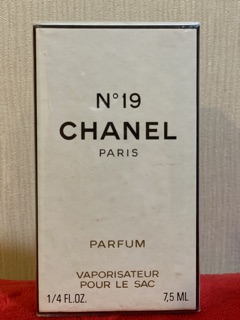 N°19
CHANEL
PARIS
PARFUM
VAPORISATEUR
POUR LE SAC
1/4 FL.OZ. 7,5 ML